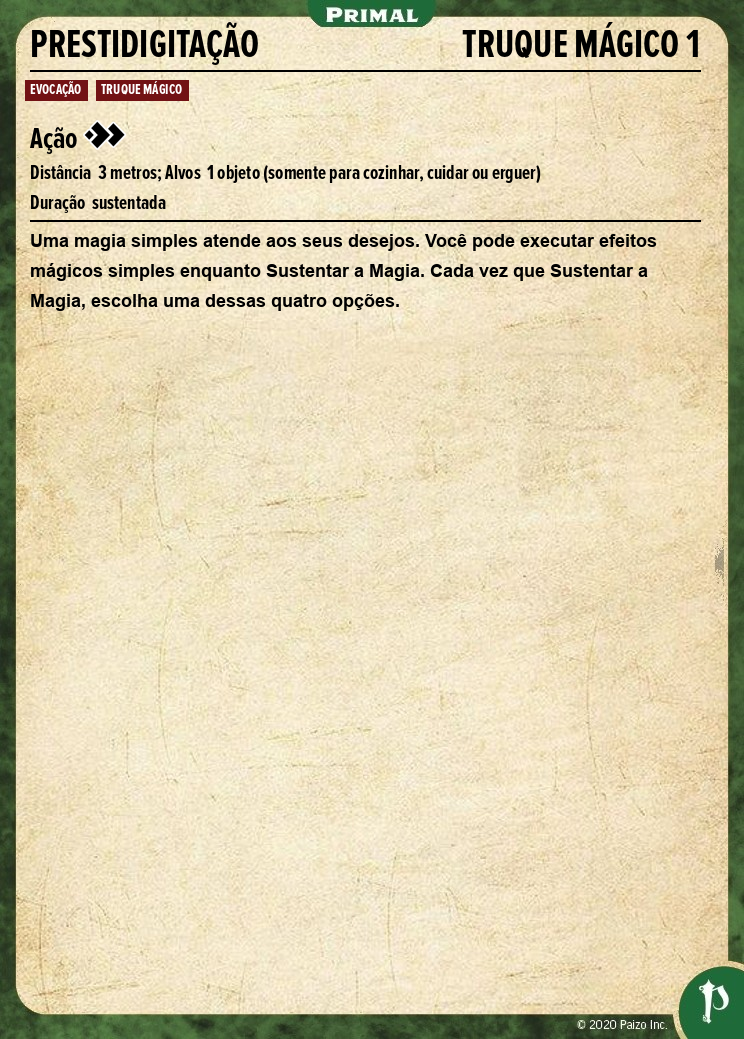 PRIMAL
PRESTIDIGITAÇÃO TRUQUE MÁGICO 1
EVOCAÇÃO TRUQUE MÁGICO
Ação
Distância 3 metros; Alvos 1 objeto (somente para cozinhar, cuidar ou erguer)
Duração sustentada
Uma magia simples atende aos seus desejos. Você pode executar efeitos
mágicos simples enquanto Sustentar a Magia. Cada vez que Sustentar a
Magia, escolha uma dessas quatro opções.
© 2020 Paizo Inc.